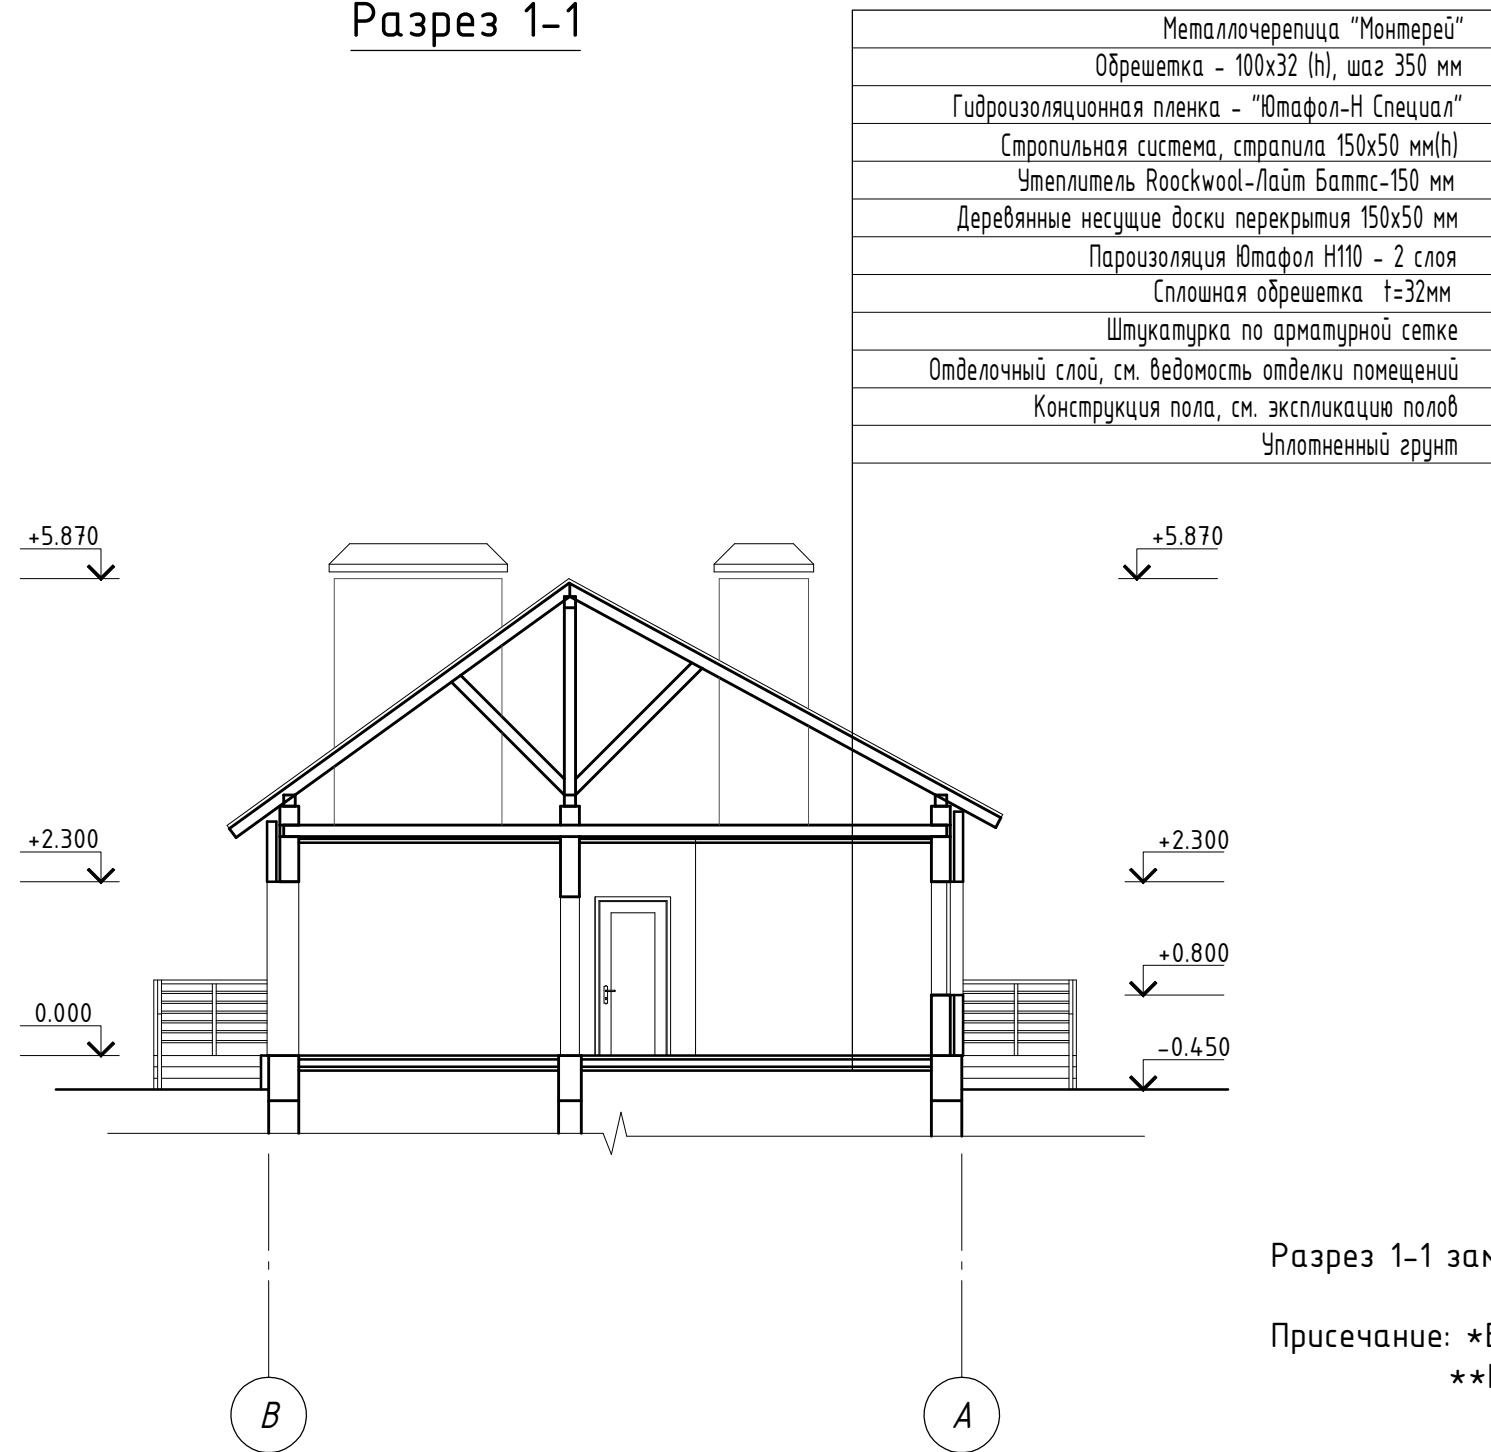 Разрез 1-1
Металлочерепица "Монтерей"
Обрешетка - 100х32 (h), шаг 350 мм
Гидроизоляционная пленка - "Ютафол-Н Специал"
Стропильная система, страпила 150х50 мм(h)
Утеплитель Roockwool-Лайт Баттс-150 мм
Деревянные несущие доски перекрытия 150х50 мм
Пароизоляция Ютафол Н110 - 2 слоя
Сплошная обрешетка t=32мм
Штукатурка по арматурной сетке
Отделочный слой, см. ведомость отделки помещений
Конструкция пола, см. экспликацию полов
Уплотненный грунт
+5.870
+5.870
+2.300
+2.300
+0.800
0.000
-0.450
Разрез 1-1
Присечание: *
**
В
А